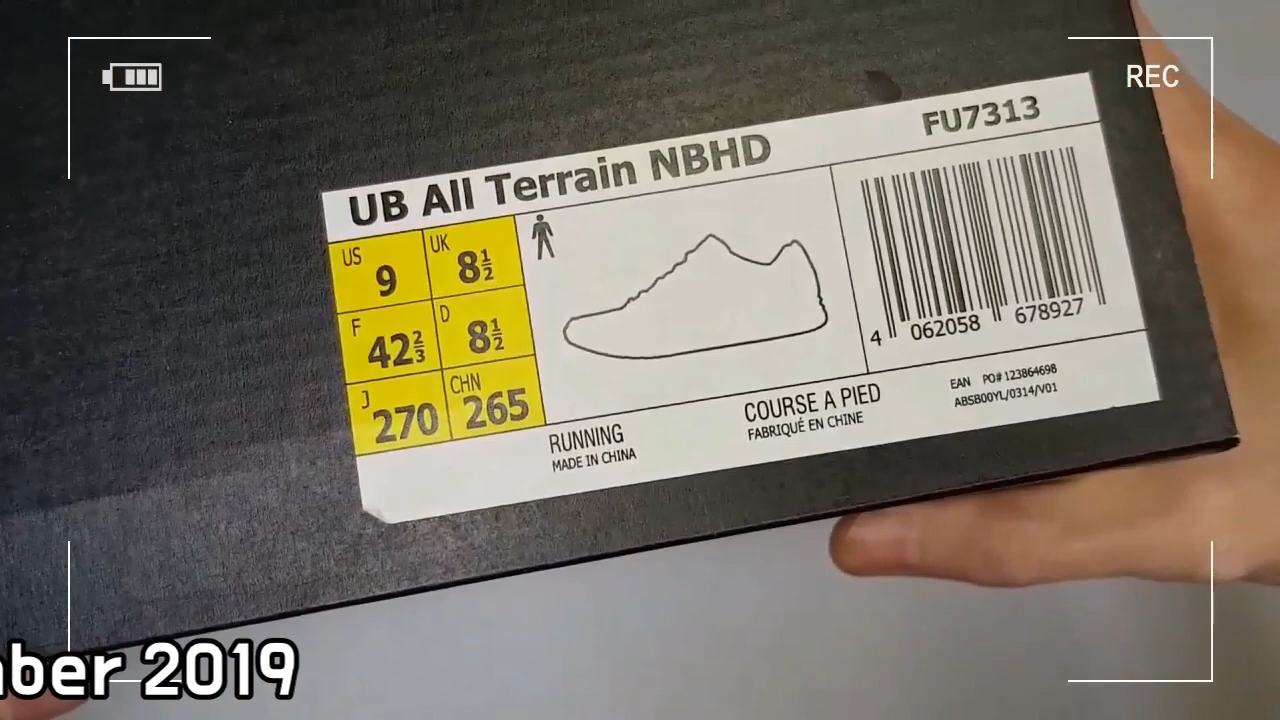 REC
UB All Terrain NBHD
FU7313
US 9
UK 8½
F 42⅔
D 8½
J 270
CHN 265
4 062058 678927
RUNNING
MADE IN CHINA
COURSE A PIED
FABRIQUÉ EN CHINE
EAN PO# 123864698
ABSB00YL/0314/V01
2019